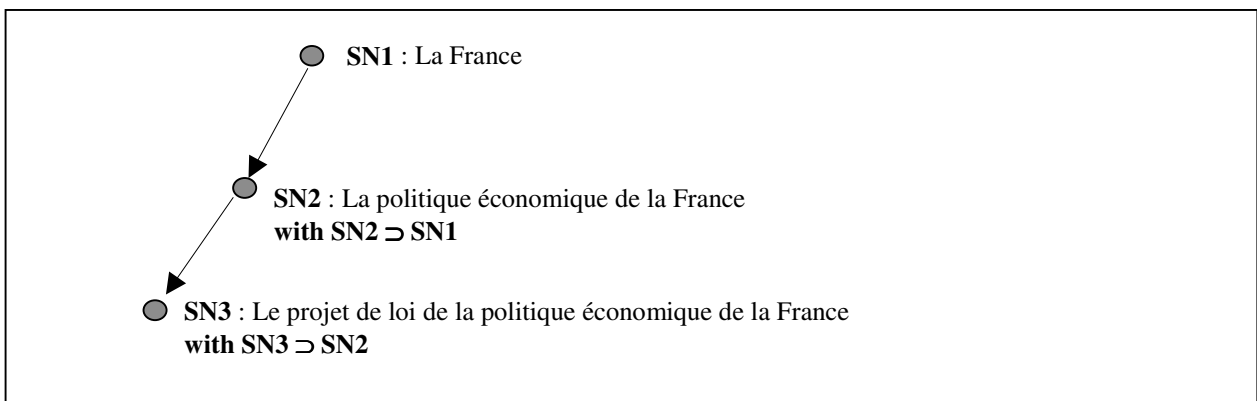 SN1 : La France
SN2 : La politique économique de la France
with SN2 ⊃ SN1
SN3 : Le projet de loi de la politique économique de la France
with SN3 ⊃ SN2